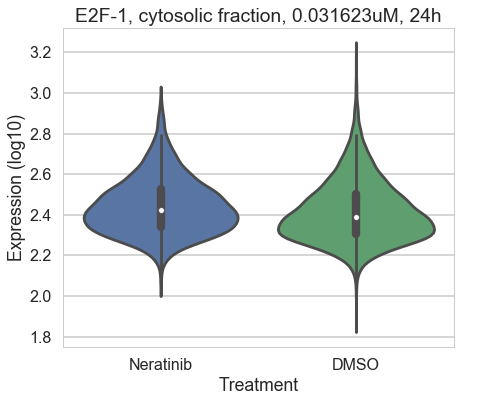 E2F-1, cytosolic fraction, 0.031623uM, 24h
Expression (log10)
3.2
3.0
2.8
2.6
2.4
2.2
2.0
1.8
Neratinib DMSO
Treatment